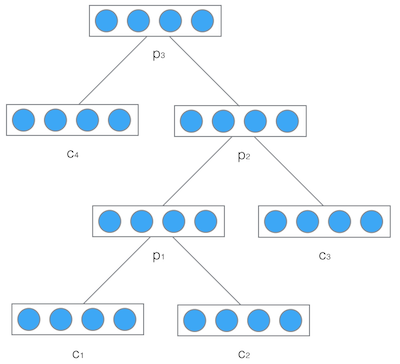 p₃
c₄
p₂
p₁
c₃
c₁
c₂